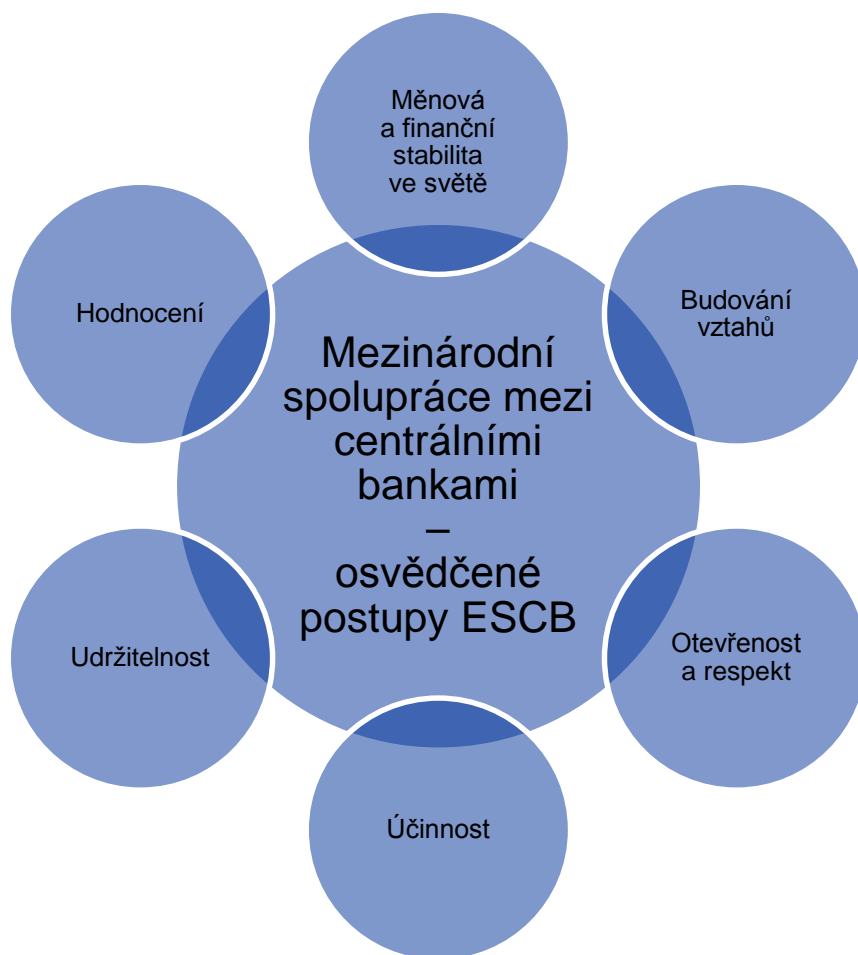 Měnová
a finanční
stabilita
ve světě
Hodnocení
Budování
vztahů
Mezinárodní
spolupráce mezi
centrálními
bankami
–
osvědčené
postupy ESCB
Udržitelnost
Otevřenost
a respekt
Účinnost